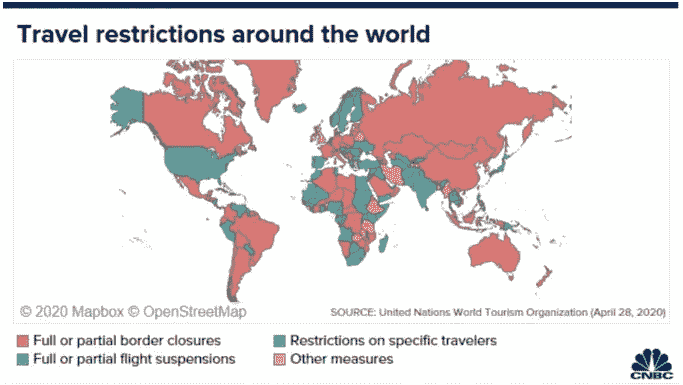 Travel restrictions around the world
© 2020 Mapbox © OpenStreetMap
SOURCE: United Nations World Tourism Organization (April 28, 2020)
Full or partial border closures
Restrictions on specific travelers
Full or partial flight suspensions
Other measures
CNBC